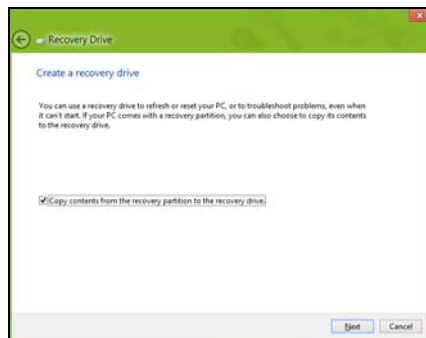 Recovery Drive
Create a recovery drive
You can use a recovery drive to refresh or reset your PC, or to troubleshoot problems, even when
it can't start. If your PC comes with a recovery partition, you can also choose to copy its contents
to the recovery drive.
Copy contents from the recovery partition to the recovery drive.
Next Cancel